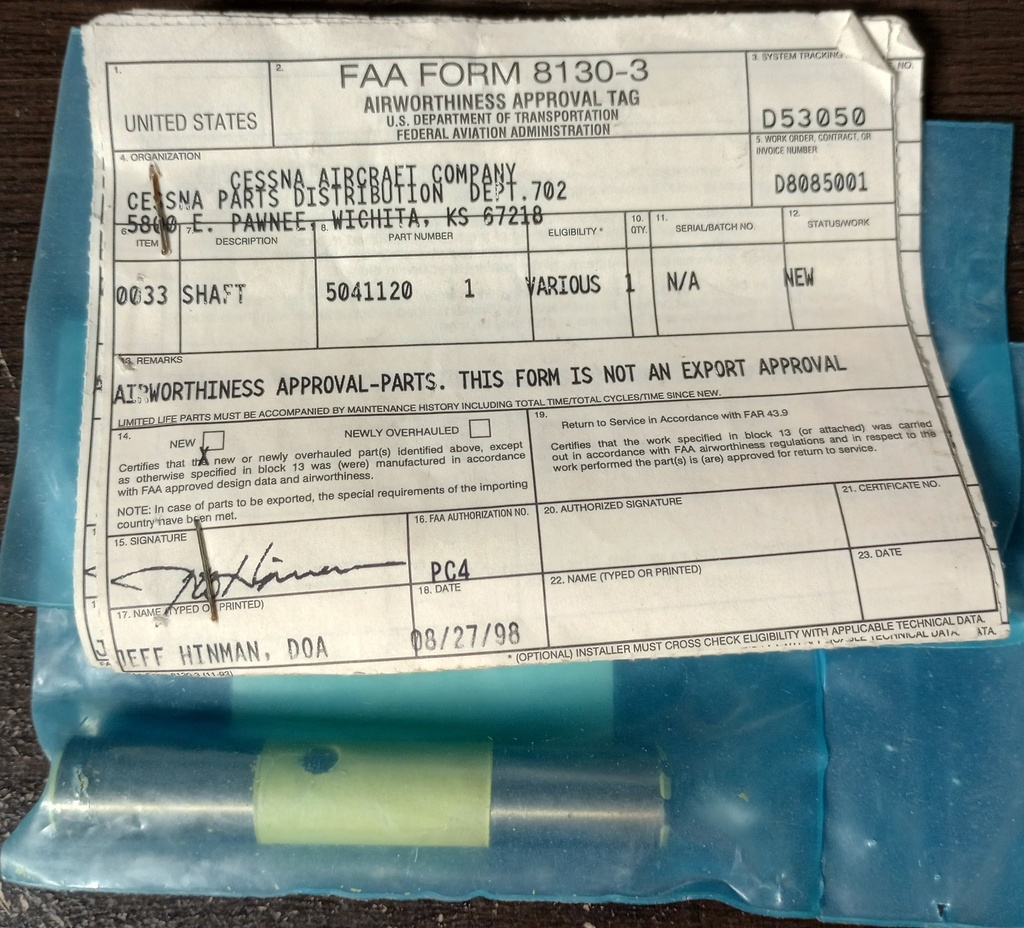 1.
UNITED STATES
2.
FAA FORM 8130-3
AIRWORTHINESS APPROVAL TAG
U.S. DEPARTMENT OF TRANSPORTATION
FEDERAL AVIATION ADMINISTRATION
3. SYSTEM TRACKING
NO.
D53050
4. ORGANIZATION
CESSNA AIRCRAFT COMPANY
CESSNA PARTS DISTRIBUTION DEPT.702
5800 E. PAWNEE, WICHITA, KS 67218
5. WORK ORDER, CONTRACT, OR
INVOICE NUMBER
D8085001
6. ITEM
7. DESCRIPTION
8. PART NUMBER
ELIGIBILITY *
10. QTY.
11. SERIAL/BATCH NO.
12. STATUS/WORK
0033 SHAFT 5041120 1 VARIOUS 1 N/A NEW
13. REMARKS
AIRWORTHINESS APPROVAL-PARTS. THIS FORM IS NOT AN EXPORT APPROVAL
LIMITED LIFE PARTS MUST BE ACCOMPANIED BY MAINTENANCE HISTORY INCLUDING TOTAL TIME/TOTAL CYCLES/TIME SINCE NEW.
14.
NEW X NEWLY OVERHAULED
Certifies that the new or newly overhauled part(s) identified above, except
as otherwise specified in block 13 was (were) manufactured in accordance
with FAA approved design data and airworthiness.
NOTE: In case of parts to be exported, the special requirements of the importing
country have been met.
19.
Return to Service in Accordance with FAR 43.9
Certifies that the work specified in block 13 (or attached) was carried
out in accordance with FAA airworthiness regulations and in respect to the
work performed the part(s) is (are) approved for return to service.
15. SIGNATURE
Jeff Hinman
16. FAA AUTHORIZATION NO.
PC4
20. AUTHORIZED SIGNATURE
21. CERTIFICATE NO.
17. NAME (TYPED OR PRINTED)
JEFF HINMAN, DOA
18. DATE
08/27/98
22. NAME (TYPED OR PRINTED)
23. DATE
* (OPTIONAL) INSTALLER MUST CROSS CHECK ELIGIBILITY WITH APPLICABLE TECHNICAL DATA.
8130-3 (11-93)